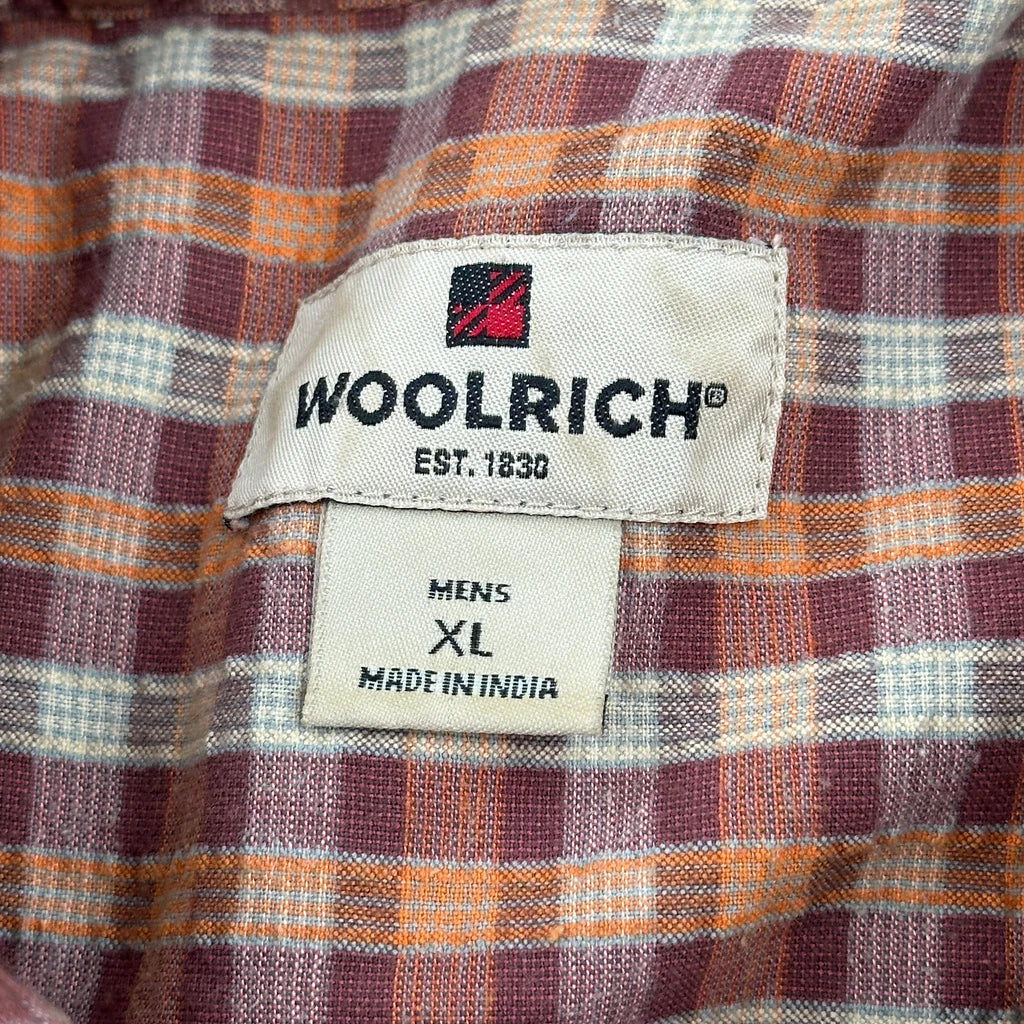 WOOLRICH®
EST. 1830
MENS
XL
MADE IN INDIA